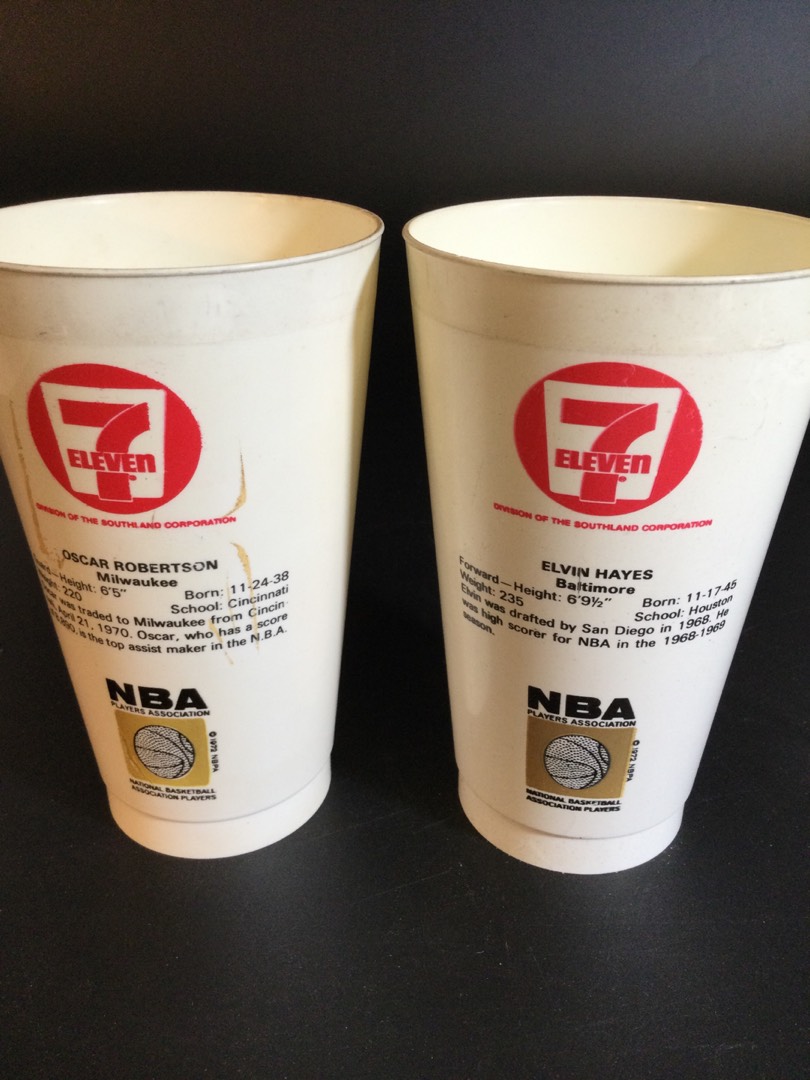 7
ELEVEN
DIVISION OF THE SOUTHLAND CORPORATION
OSCAR ROBERTSON
Milwaukee
Height: 6'5" Born: 11-24-38
220 School: Cincinnati
was traded to Milwaukee from Cincin-
April 21, 1970. Oscar, who has a score
is the top assist maker in the N.B.A.
NBA
PLAYERS ASSOCIATION
© 1972 NBPA
NATIONAL BASKETBALL
ASSOCIATION PLAYERS
7
ELEVEN
DIVISION OF THE SOUTHLAND CORPORATION
ELVIN HAYES
Baltimore
Forward—Height: 6'9½" Born: 11-17-45
Weight: 235 School: Houston
Elvin was drafted by San Diego in 1968. He
was high scorer for NBA in the 1968-1969
season.
NBA
PLAYERS ASSOCIATION
© 1972 NBPA
NATIONAL BASKETBALL
ASSOCIATION PLAYERS